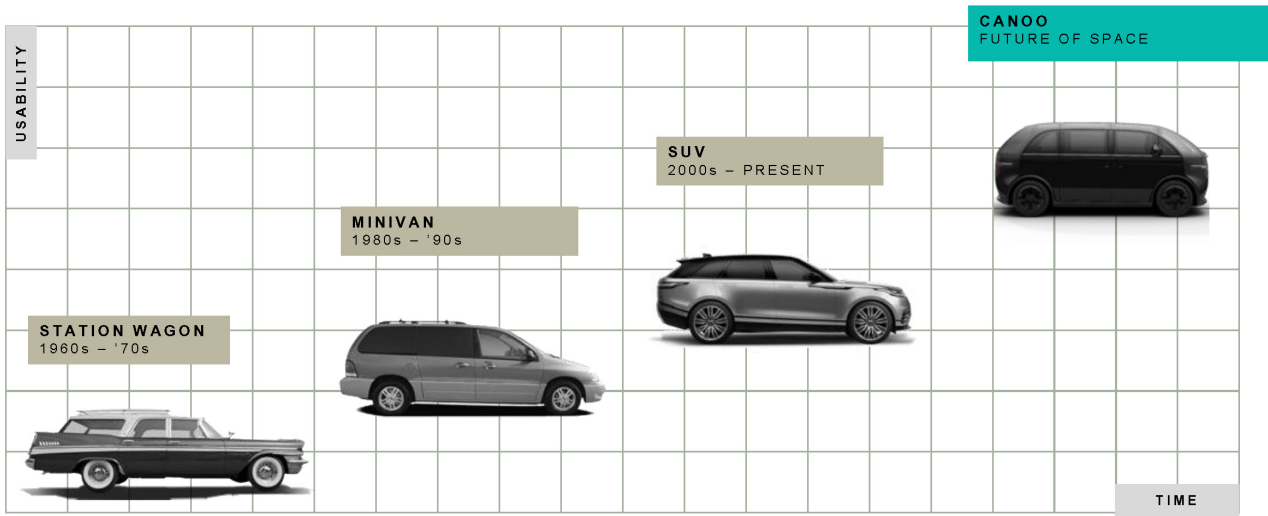 CANOO
FUTURE OF SPACE
USABILITY
SUV
2000s – PRESENT
MINIVAN
1980s – ’90s
STATION WAGON
1960s – ’70s
TIME